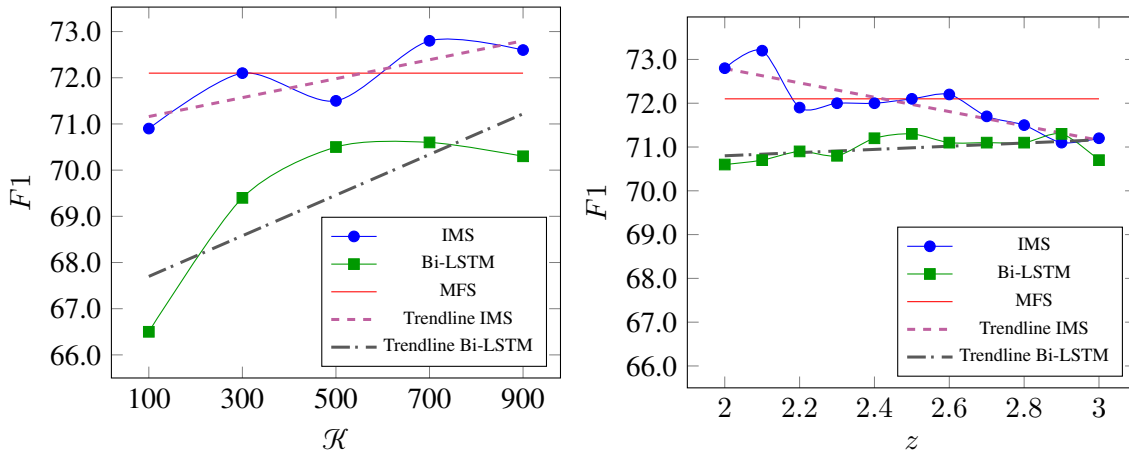 73.0
72.0
71.0
70.0
69.0
68.0
67.0
66.0
F1
100 300 500 700 900
𝒦
IMS
Bi-LSTM
MFS
Trendline IMS
Trendline Bi-LSTM
73.0
72.0
71.0
70.0
69.0
68.0
67.0
66.0
F1
2 2.2 2.4 2.6 2.8 3
z
IMS
Bi-LSTM
MFS
Trendline IMS
Trendline Bi-LSTM